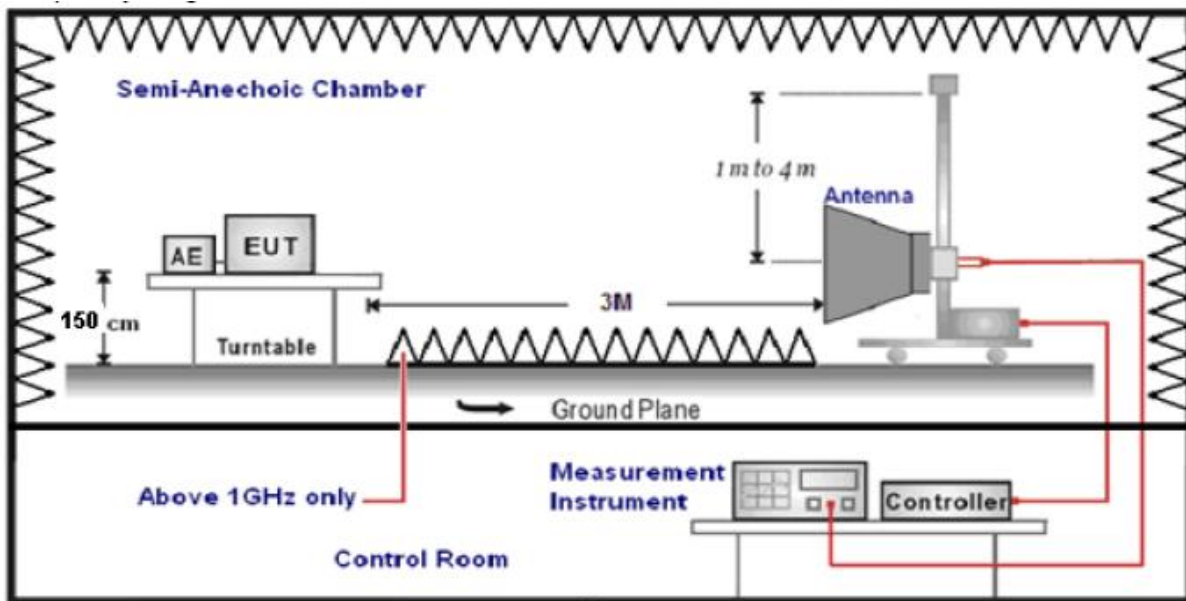 Semi-Anechoic Chamber
1 m to 4 m
Antenna
AE
EUT
3M
150 cm
Turntable
Ground Plane
Above 1GHz only
Measurement
Instrument
Controller
Control Room